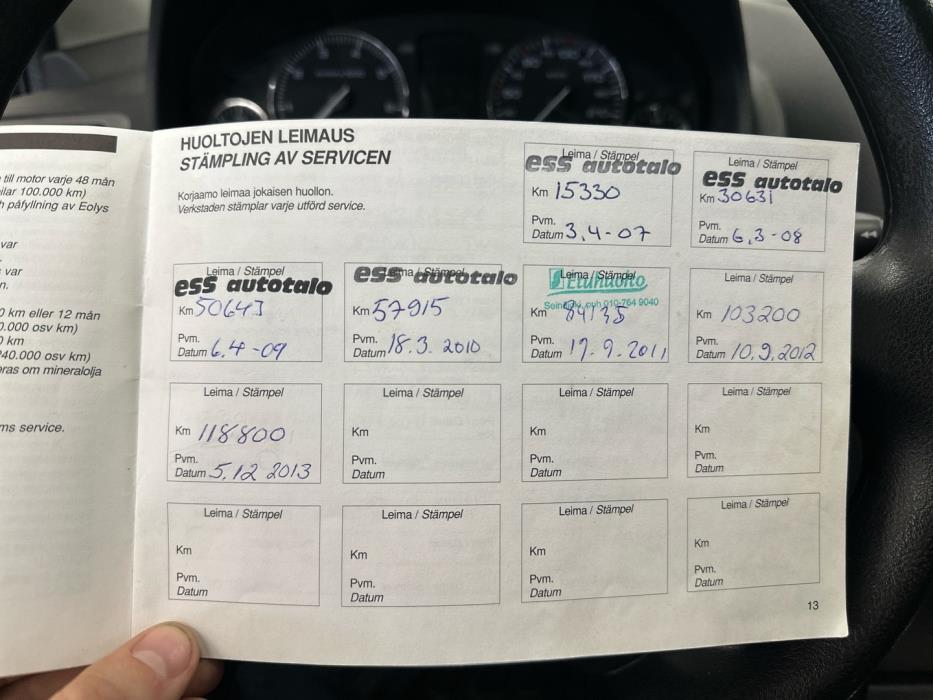 till motor varje 48 mån
ilar 100.000 km)
påfyllning av Eolys
var
var
n.
0 km eller 12 mån
0.000 osv km)
0 km
240.000 osv km)
ras om mineralolja
ms service.
HUOLTOJEN LEIMAUS
STÄMPLING AV SERVICEN
Korjaamo leimaa jokaisen huollon.
Verkstaden stämplar varje utförd service.
Leima / Stämpel
ess autotalo
Km 15330
Pvm.
Datum 3,4-07
Leima / Stämpel
ess autotalo
Km 30631
Pvm.
Datum 6,3-08
Leima / Stämpel
ess autotalo
Km 50643
Pvm.
Datum 6,4-09
Leima / Stämpel
ess autotalo
Km 57915
Pvm.
Datum 18.3.2010
Leima / Stämpel
Etuhuolto
puh 010-764 9040
Km 84135
Pvm.
Datum 19.9.2011
Leima / Stämpel
Km 103200
Pvm.
Datum 10.9.2012
Leima / Stämpel
Km 118800
Pvm.
Datum 5.12 2013
Leima / Stämpel
Km
Pvm.
Datum
Leima / Stämpel
Km
Pvm.
Datum
Leima / Stämpel
Km
Pvm.
Datum
Leima / Stämpel
Km
Pvm.
Datum
Leima / Stämpel
Km
Pvm.
Datum
Leima / Stämpel
Km
Pvm.
Datum
Leima / Stämpel
Km
Pvm.
Datum
13